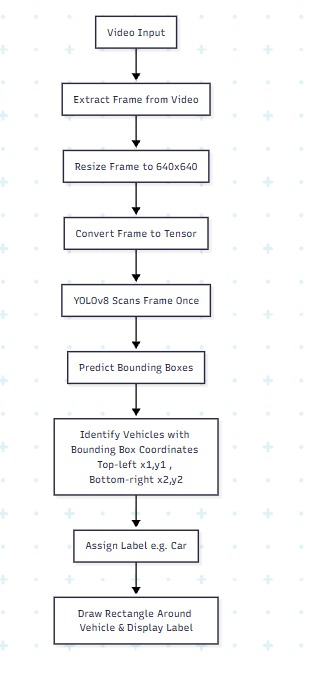 Video Input
Extract Frame from Video
Resize Frame to 640x640
Convert Frame to Tensor
YOLOv8 Scans Frame Once
Predict Bounding Boxes
Identify Vehicles with
Bounding Box Coordinates
Top-left x1,y1 ,
Bottom-right x2,y2
Assign Label e.g. Car
Draw Rectangle Around
Vehicle & Display Label